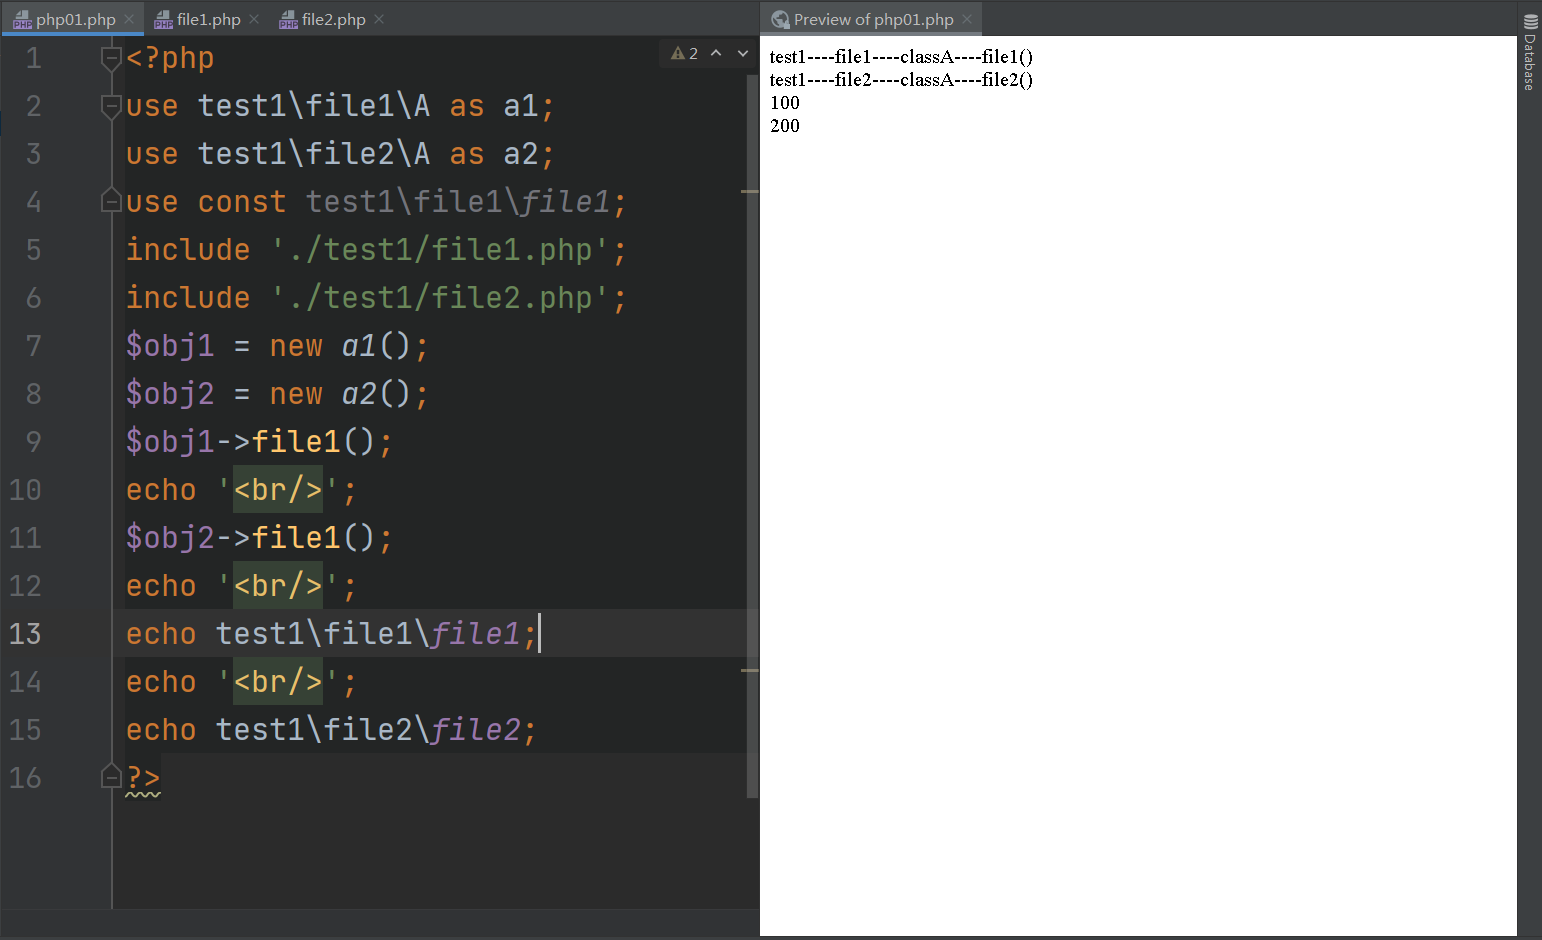 php01.php
file1.php
file2.php
Preview of php01.php
2
Database
1 <?php
2 use test1\file1\A as a1;
3 use test1\file2\A as a2;
4 use const test1\file1\file1;
5 include './test1/file1.php';
6 include './test1/file2.php';
7 $obj1 = new a1();
8 $obj2 = new a2();
9 $obj1->file1();
10 echo '<br/>';
11 $obj2->file1();
12 echo '<br/>';
13 echo test1\file1\file1;
14 echo '<br/>';
15 echo test1\file2\file2;
16 ?>
test1----file1----classA----file1()
test1----file2----classA----file2()
100
200